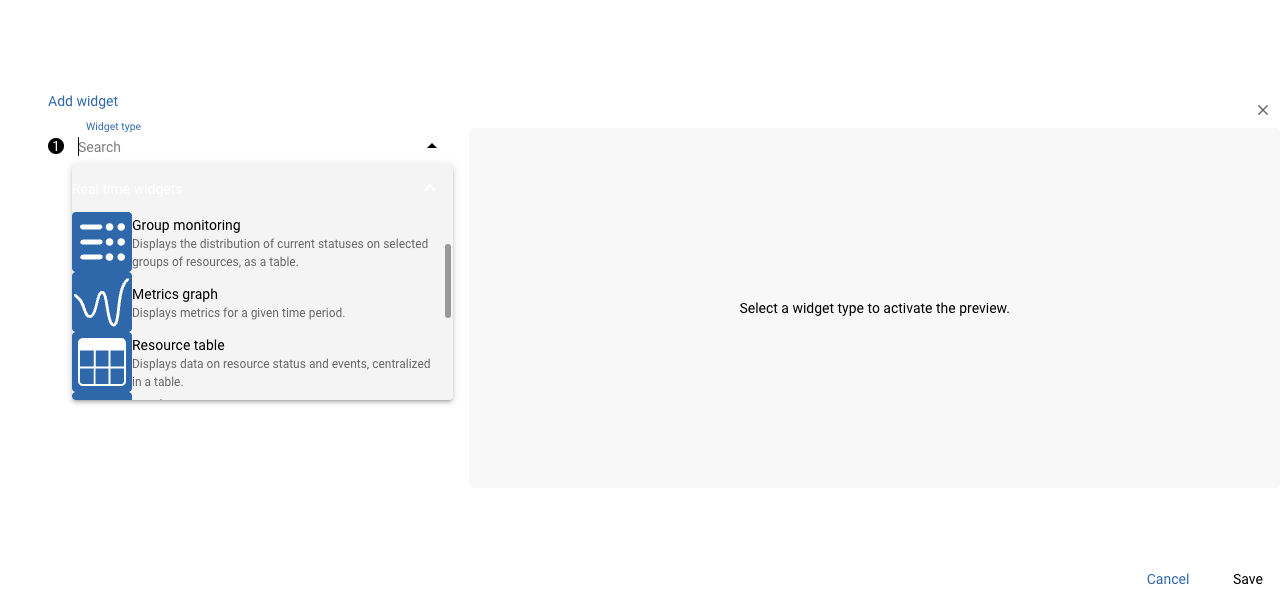 Add widget
Widget type
1
Search
Real time widgets
Group monitoring
Displays the distribution of current statuses on selected
groups of resources, as a table.
Metrics graph
Displays metrics for a given time period.
Resource table
Displays data on resource status and events, centralized
in a table.
Select a widget type to activate the preview.
Cancel
Save